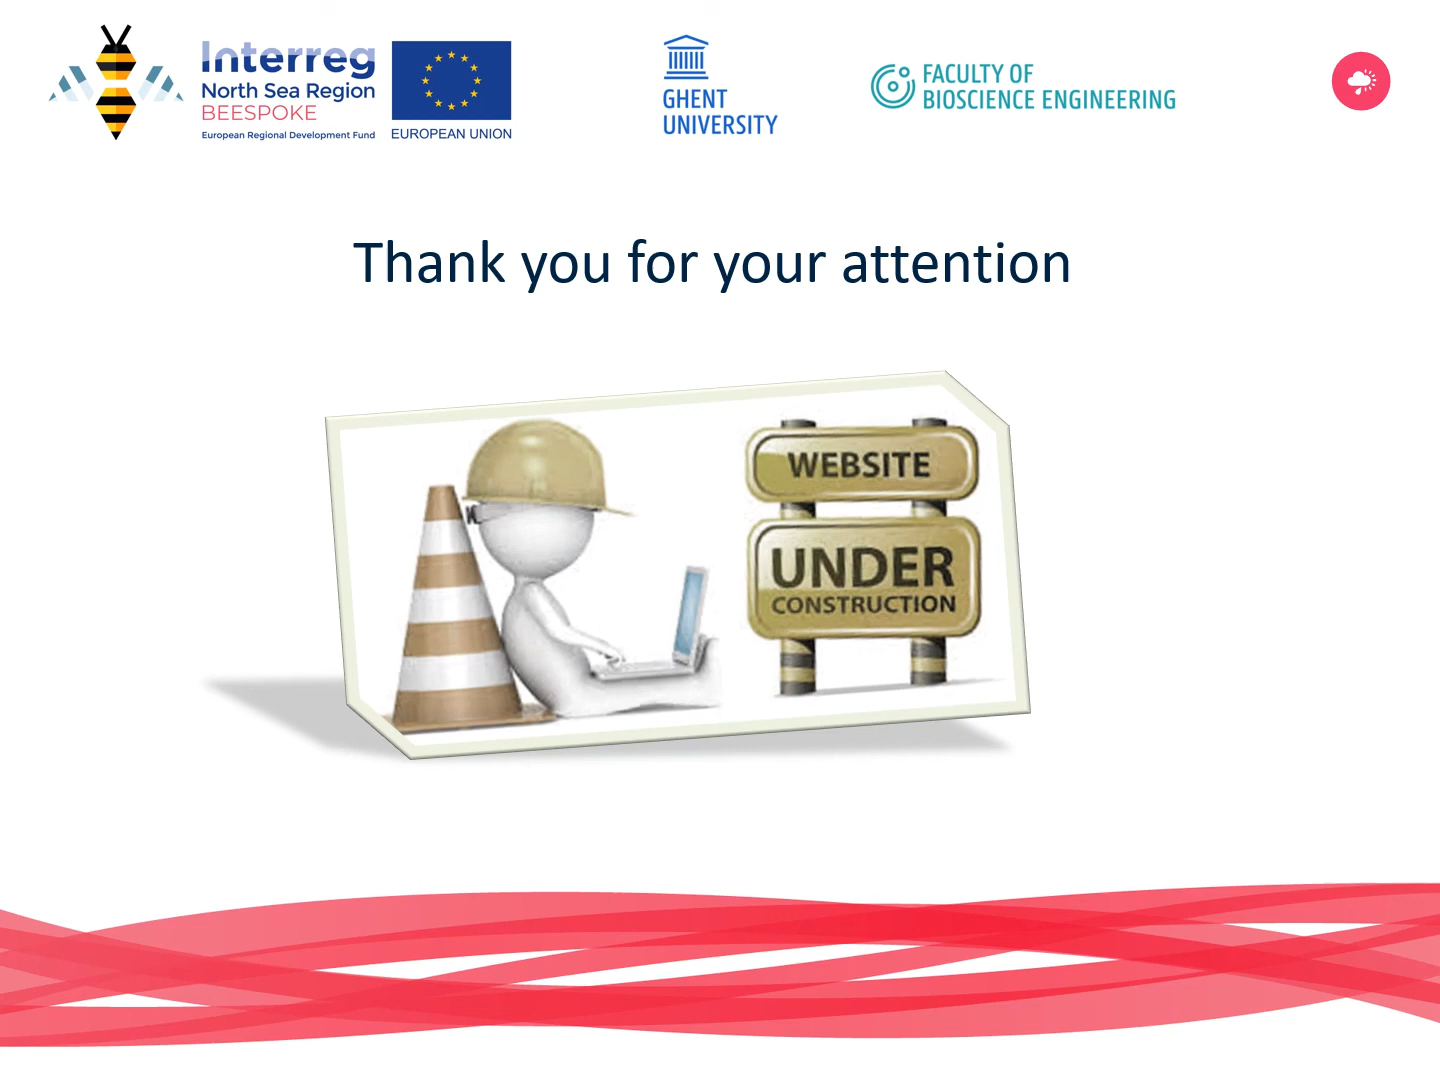 Interreg
North Sea Region
BEESPOKE
European Regional Development Fund
EUROPEAN UNION
GHENT
UNIVERSITY
FACULTY OF
BIOSCIENCE ENGINEERING
Thank you for your attention
WEBSITE
UNDER
CONSTRUCTION